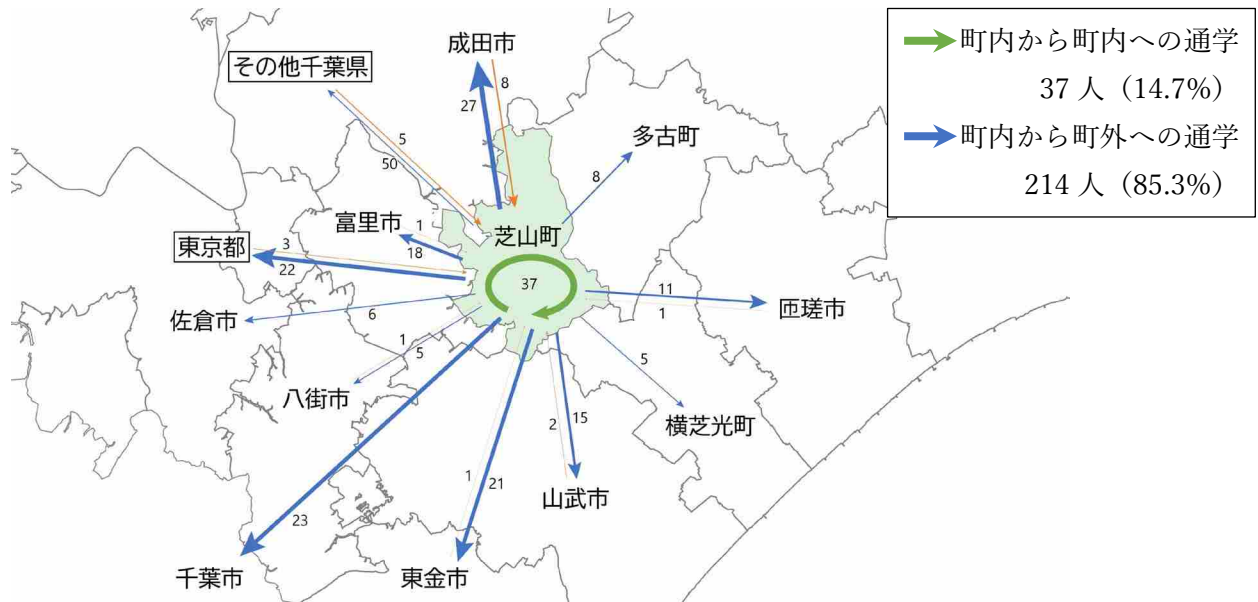 町内から町内への通学
37 人（14.7%）
町内から町外への通学
214 人（85.3%）
成田市
8
27
その他千葉県
5
50
多古町
8
富里市
1
18
芝山町
37
東京都
3
22
11
1
匝瑳市
佐倉市
6
1
5
八街市
5
横芝光町
2
15
山武市
1
21
東金市
23
千葉市